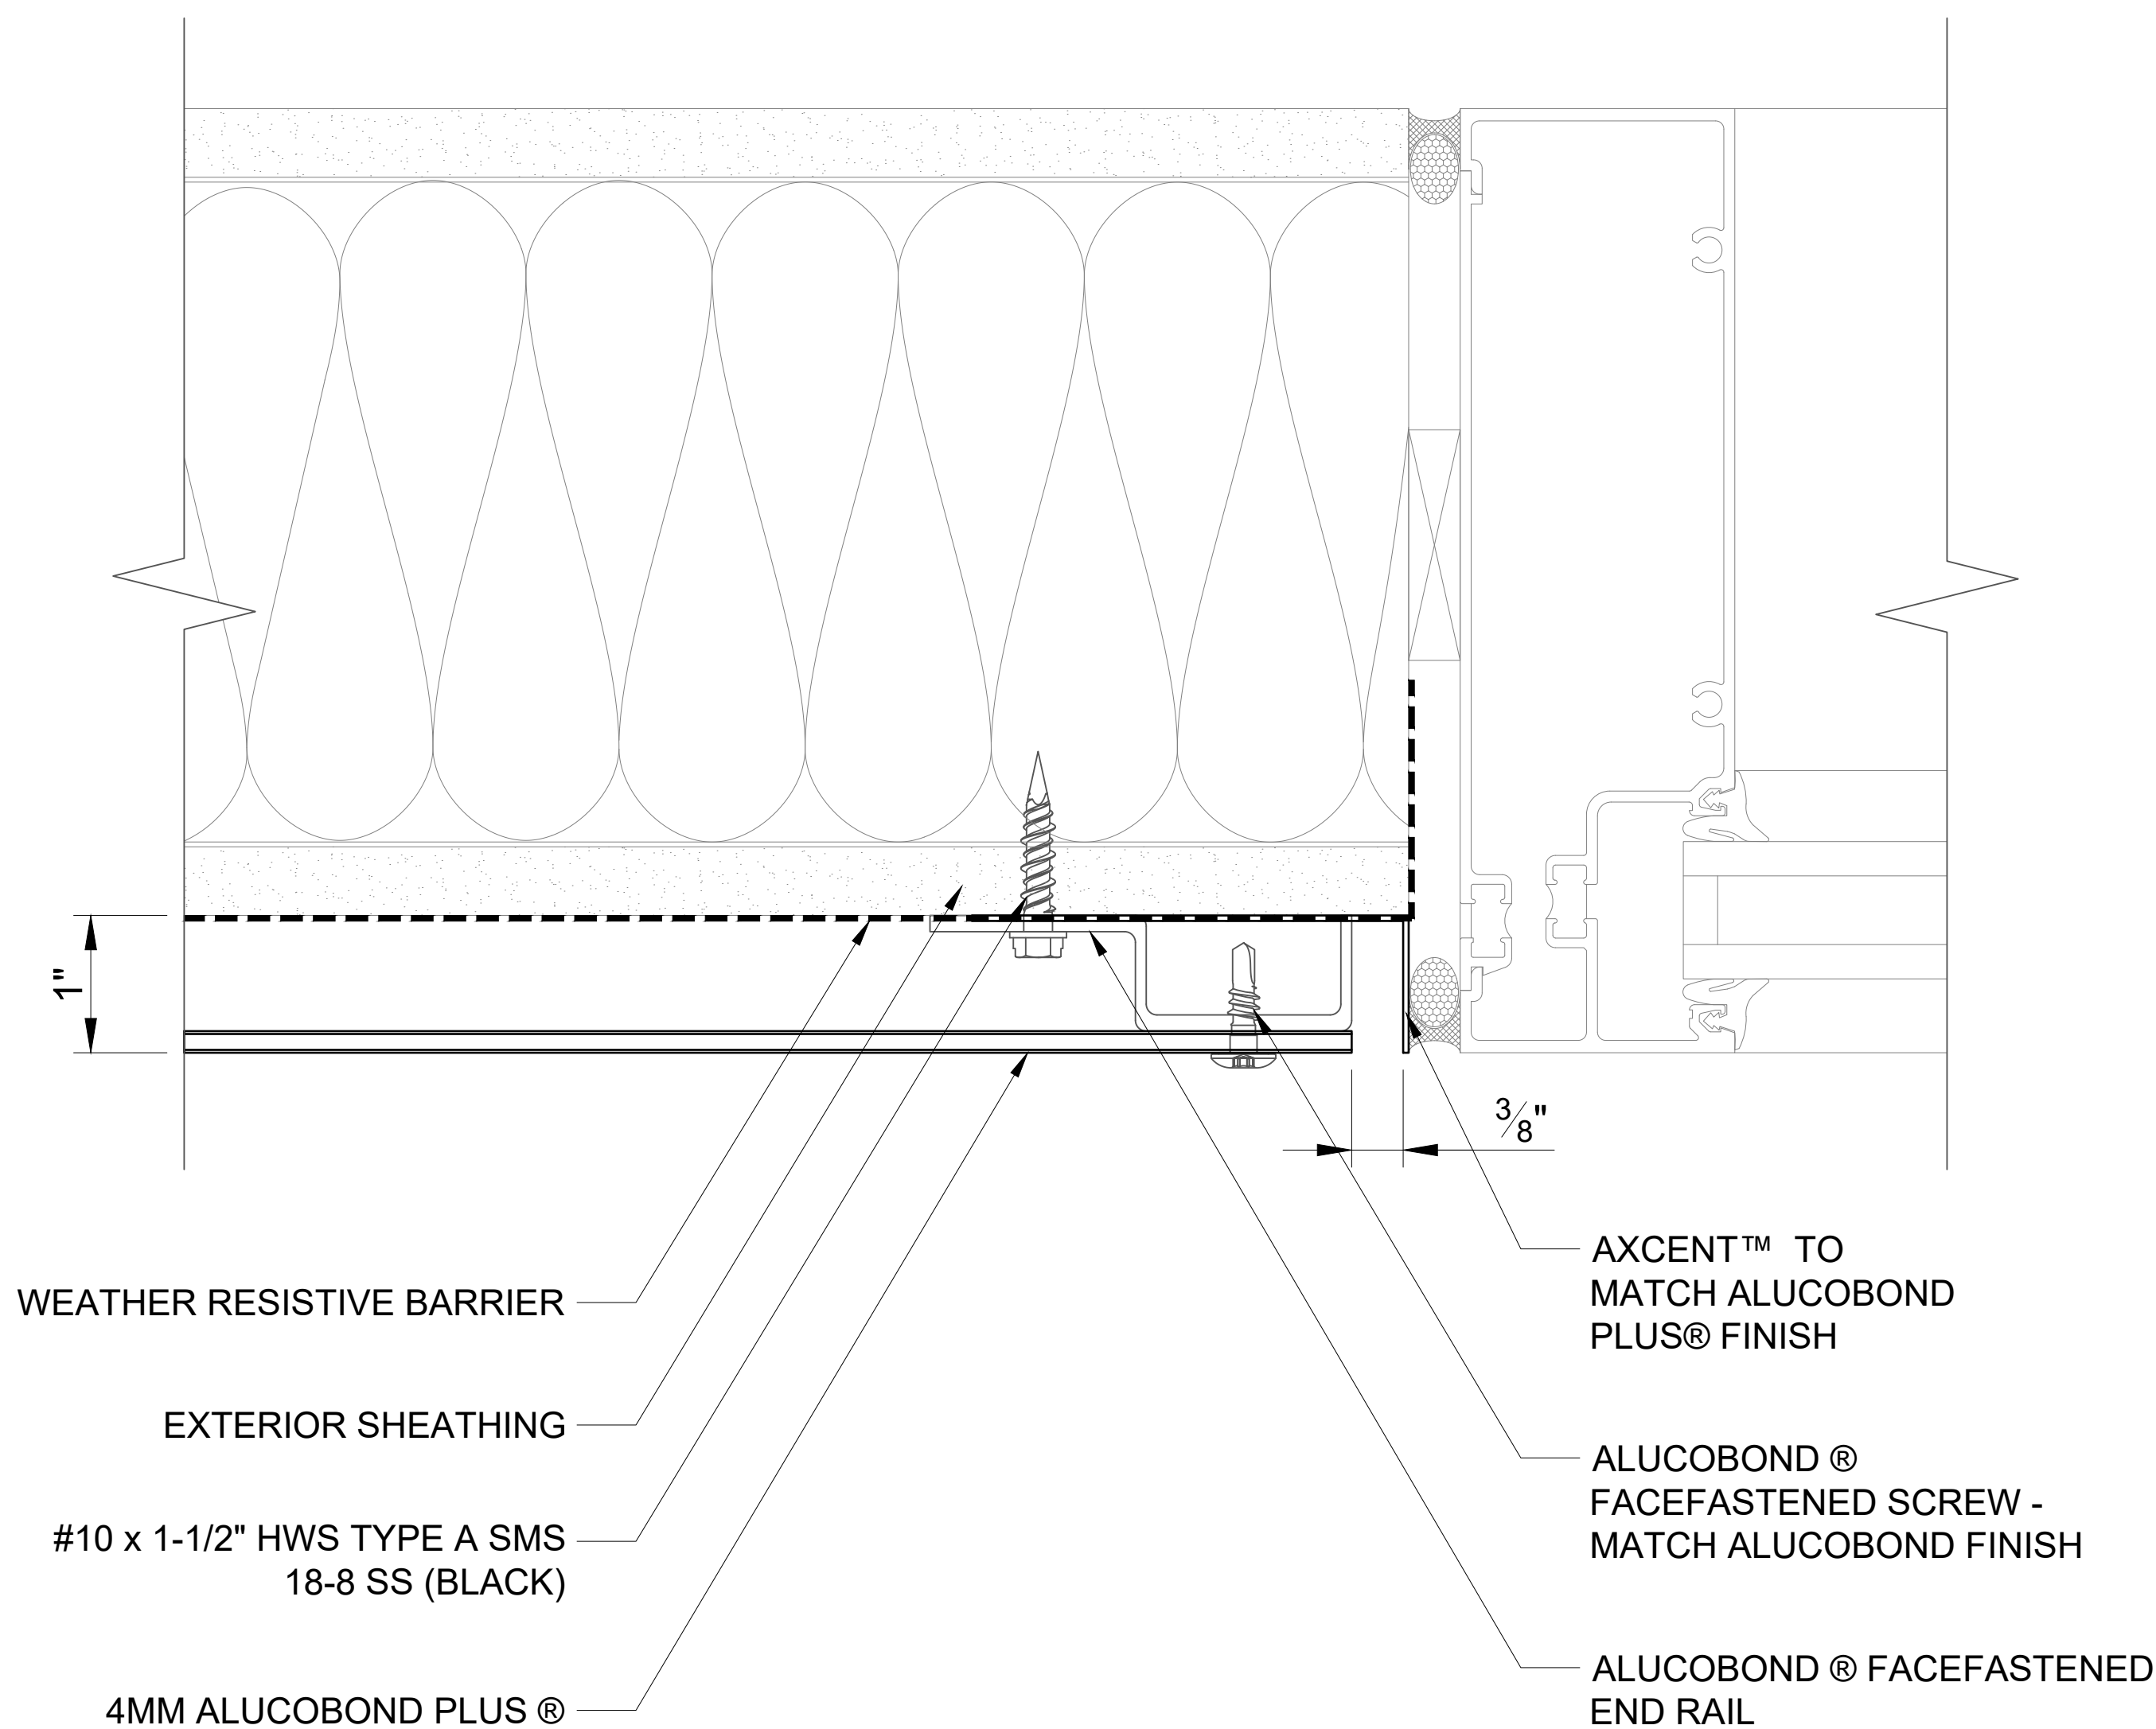 1"
3/8"
WEATHER RESISTIVE BARRIER
EXTERIOR SHEATHING
#10 x 1-1/2" HWS TYPE A SMS
18-8 SS (BLACK)
4MM ALUCOBOND PLUS ®
AXCENT™ TO
MATCH ALUCOBOND
PLUS® FINISH
ALUCOBOND ®
FACEFASTENED SCREW -
MATCH ALUCOBOND FINISH
ALUCOBOND ® FACEFASTENED
END RAIL